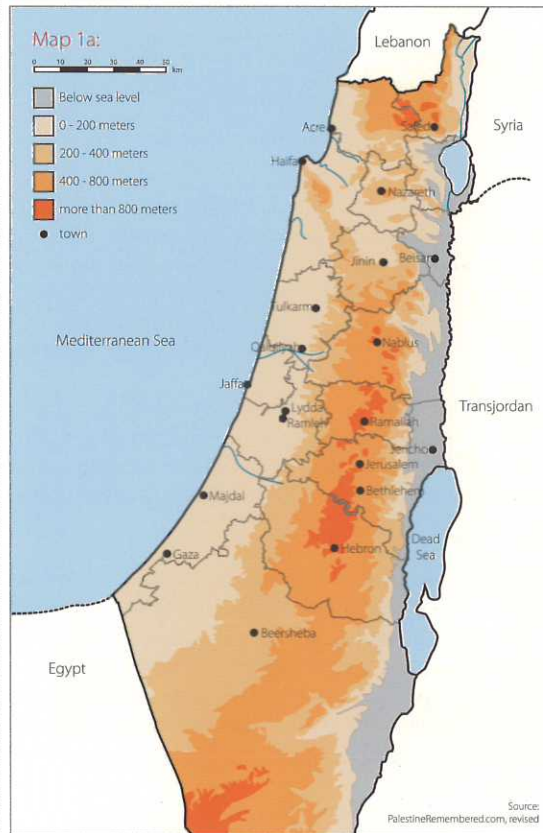 Map 1a:
0 10 20 30 40 50
km
Below sea level
0 - 200 meters
200 - 400 meters
400 - 800 meters
more than 800 meters
town
Lebanon
Syria
Acre
Safed
Haifa
Nazareth
Jinin
Beisan
Tulkarm
Mediterranean Sea
Qalqilyah
Nablus
Jaffa
Transjordan
Lydda
Ramleh
Ramallah
Jericho
Jerusalem
Bethlehem
Majdal
Dead
Sea
Gaza
Hebron
Beersheba
Egypt
Source:
PalestineRemembered.com, revised